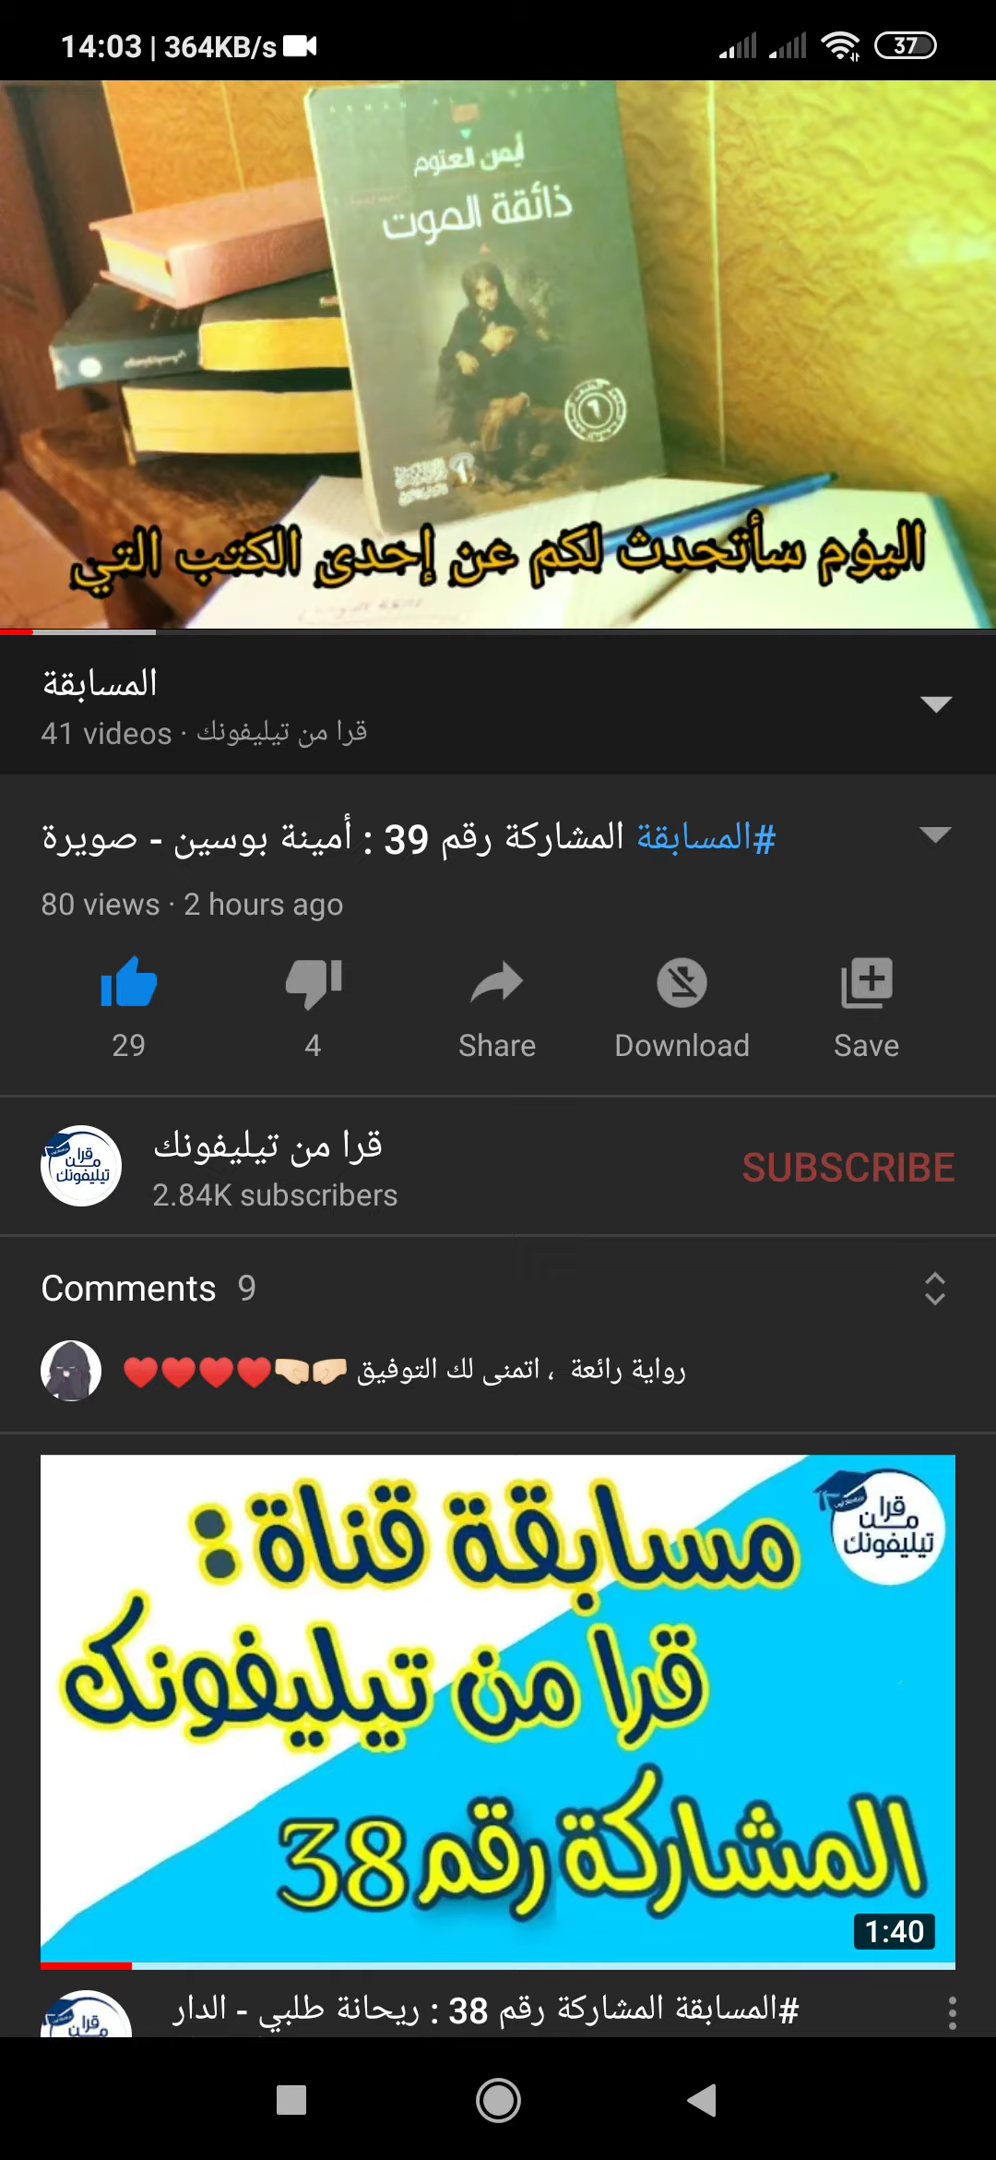 14:03 | 364KB/s
37
أيمن العتوم
ذائقة الموت
اليوم سأتحدث لكم عن إحدى الكتب التي
المسابقة
41 videos · قرا من تيليفونك
#المسابقة المشاركة رقم 39 : أمينة بوسين - صويرة
80 views · 2 hours ago
29
4
Share
Download
Save
قرا من تيليفونك
قرا من تيليفونك
2.84K subscribers
SUBSCRIBE
Comments 9
رواية رائعة ، اتمنى لك التوفيق 🤛🤜❤️❤️❤️❤️
مسابقة قناة :
قرا من تيليفونك
المشاركة رقم 38
قرا من تيليفونك
1:40
#المسابقة المشاركة رقم 38 : ريحانة طلبي - الدار
قرا